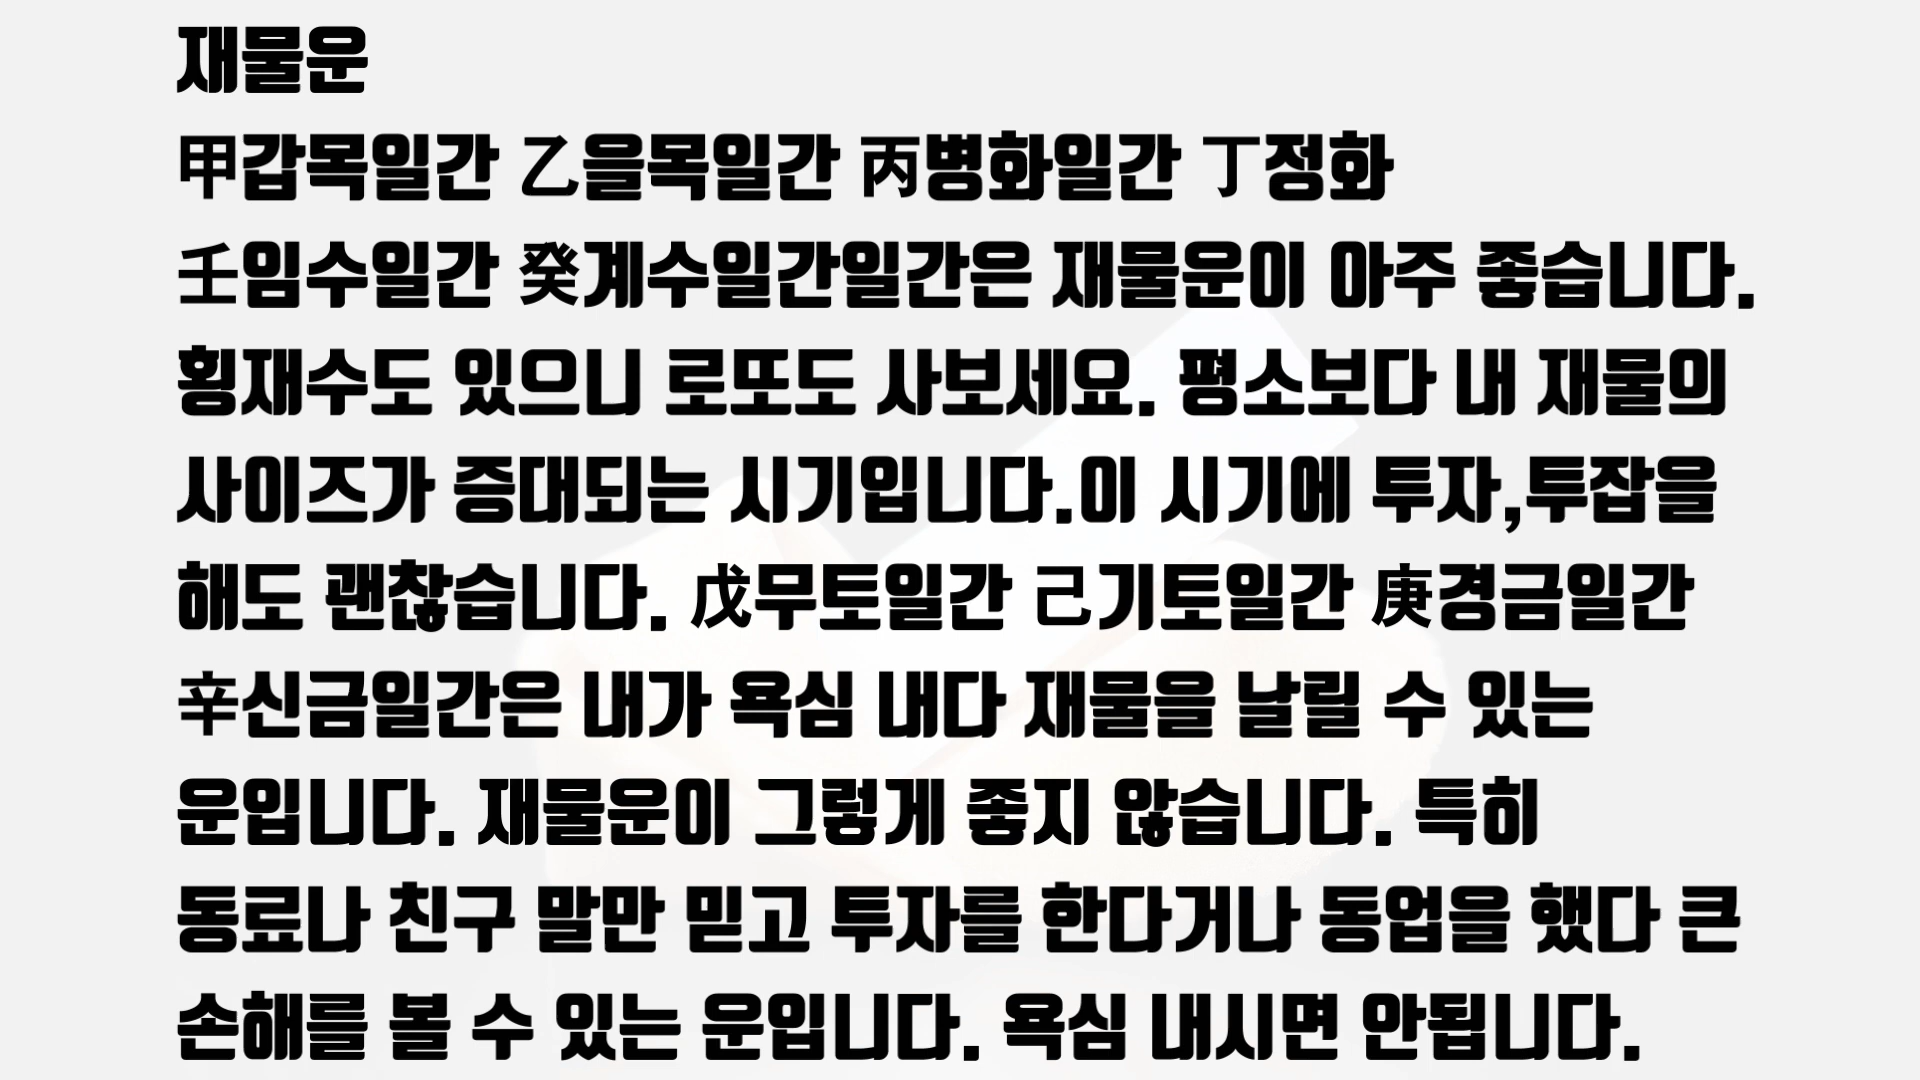 재물운
甲갑목일간 乙을목일간 丙병화일간 丁정화
壬임수일간 癸계수일간일간은 재물운이 아주 좋습니다.
횡재수도 있으니 로또도 사보세요. 평소보다 내 재물의
사이즈가 증대되는 시기입니다.이 시기에 투자,투잡을
해도 괜찮습니다. 戊무토일간 己기토일간 庚경금일간
辛신금일간은 내가 욕심 내다 재물을 날릴 수 있는
운입니다. 재물운이 그렇게 좋지 않습니다. 특히
동료나 친구 말만 믿고 투자를 한다거나 동업을 했다 큰
손해를 볼 수 있는 운입니다. 욕심 내시면 안됩니다.